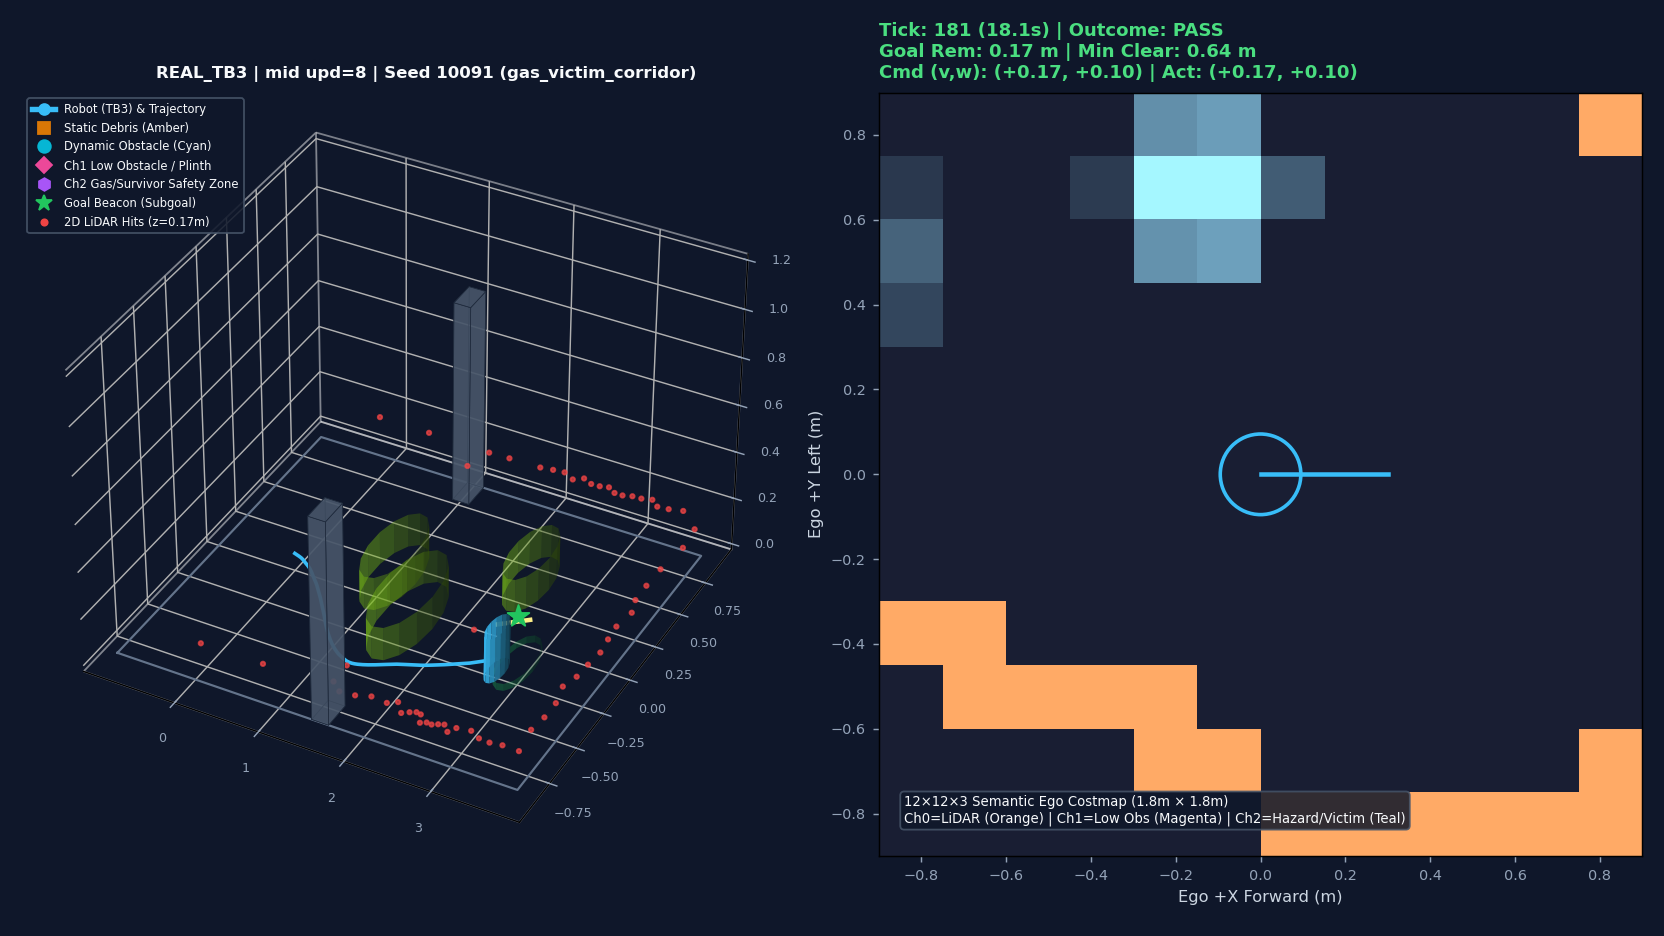 REAL_TB3 | mid upd=8 | Seed 10091 (gas_victim_corridor)
Robot (TB3) & Trajectory
Static Debris (Amber)
Dynamic Obstacle (Cyan)
Ch1 Low Obstacle / Plinth
Ch2 Gas/Survivor Safety Zone
Goal Beacon (Subgoal)
2D LiDAR Hits (z=0.17m)
1.2
1.0
0.8
0.6
0.4
0.2
0.0
0.75
0.50
0.25
0.00
−0.25
−0.50
−0.75
0
1
2
3
Tick: 181 (18.1s) | Outcome: PASS
Goal Rem: 0.17 m | Min Clear: 0.64 m
Cmd (v,w): (+0.17, +0.10) | Act: (+0.17, +0.10)
Ego +Y Left (m)
0.8
0.6
0.4
0.2
0.0
−0.2
−0.4
−0.6
−0.8
12×12×3 Semantic Ego Costmap (1.8m × 1.8m)
Ch0=LiDAR (Orange) | Ch1=Low Obs (Magenta) | Ch2=Hazard/Victim (Teal)
−0.8 −0.6 −0.4 −0.2 0.0 0.2 0.4 0.6 0.8
Ego +X Forward (m)